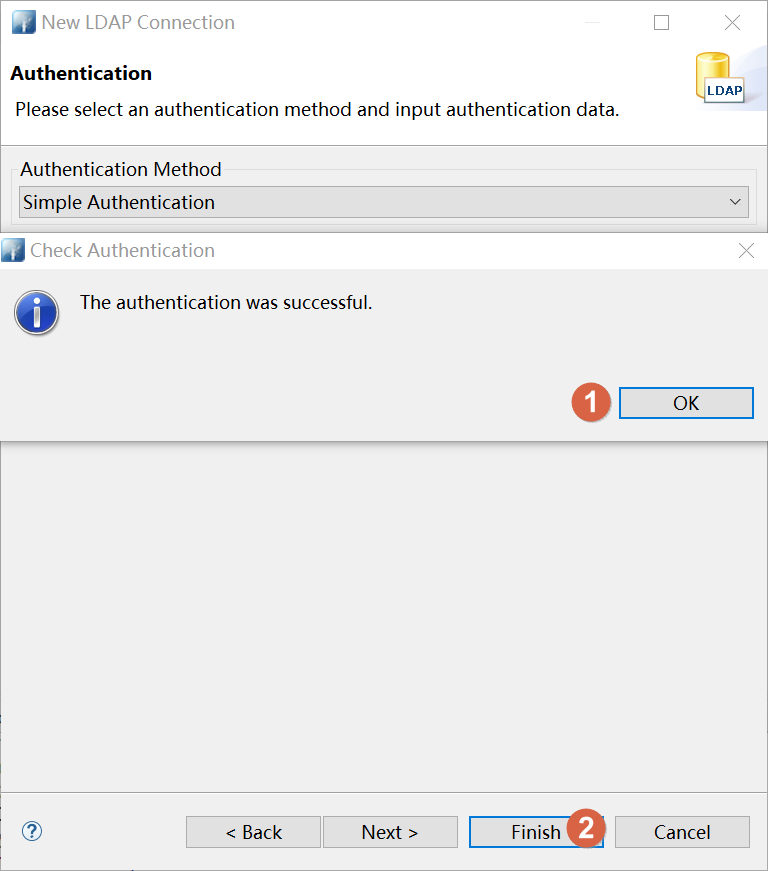 New LDAP Connection
Authentication
Please select an authentication method and input authentication data.
LDAP
Authentication Method
Simple Authentication
Check Authentication
The authentication was successful.
1 OK
? < Back Next > Finish 2 Cancel